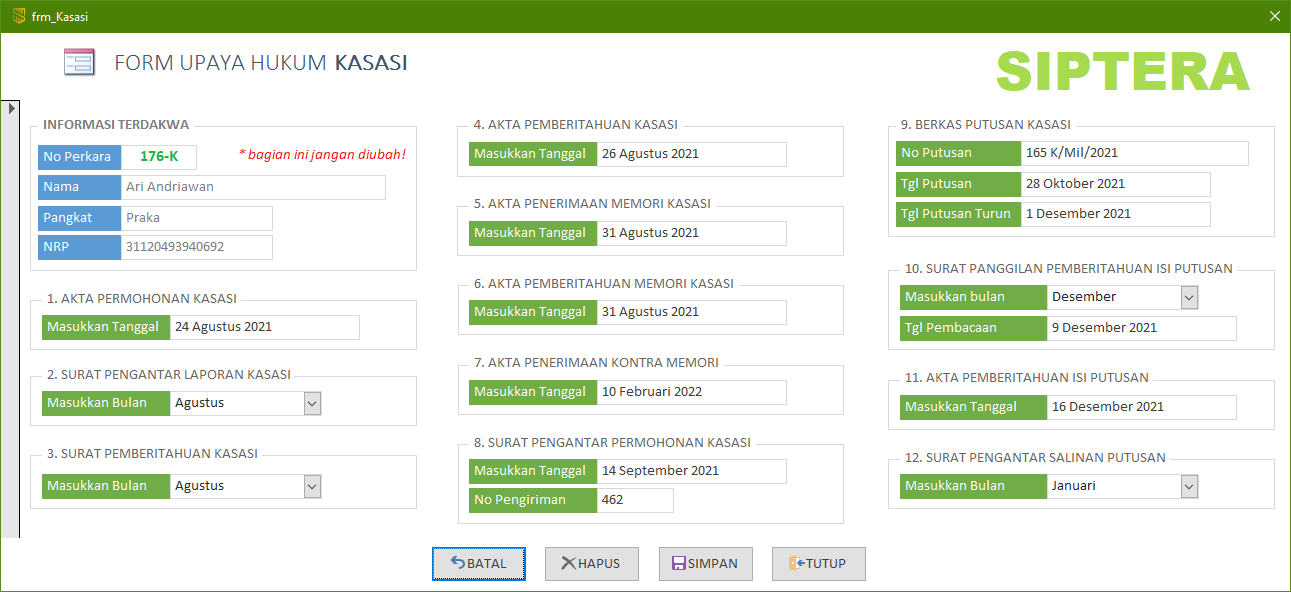 frm_Kasasi
FORM UPAYA HUKUM KASASI
SIPTERA
INFORMASI TERDAKWA
No Perkara 176-K * bagian ini jangan diubah!
Nama Ari Andriawan
Pangkat Praka
NRP 31120493940692
1. AKTA PERMOHONAN KASASI
Masukkan Tanggal 24 Agustus 2021
2. SURAT PENGANTAR LAPORAN KASASI
Masukkan Bulan Agustus
3. SURAT PEMBERITAHUAN KASASI
Masukkan Bulan Agustus
4. AKTA PEMBERITAHUAN KASASI
Masukkan Tanggal 26 Agustus 2021
5. AKTA PENERIMAAN MEMORI KASASI
Masukkan Tanggal 31 Agustus 2021
6. AKTA PEMBERITAHUAN MEMORI KASASI
Masukkan Tanggal 31 Agustus 2021
7. AKTA PENERIMAAN KONTRA MEMORI
Masukkan Tanggal 10 Februari 2022
8. SURAT PENGANTAR PERMOHONAN KASASI
Masukkan Tanggal 14 September 2021
No Pengiriman 462
9. BERKAS PUTUSAN KASASI
No Putusan 165 K/Mil/2021
Tgl Putusan 28 Oktober 2021
Tgl Putusan Turun 1 Desember 2021
10. SURAT PANGGILAN PEMBERITAHUAN ISI PUTUSAN
Masukkan bulan Desember
Tgl Pembacaan 9 Desember 2021
11. AKTA PEMBERITAHUAN ISI PUTUSAN
Masukkan Tanggal 16 Desember 2021
12. SURAT PENGANTAR SALINAN PUTUSAN
Masukkan Bulan Januari
BATAL HAPUS SIMPAN TUTUP